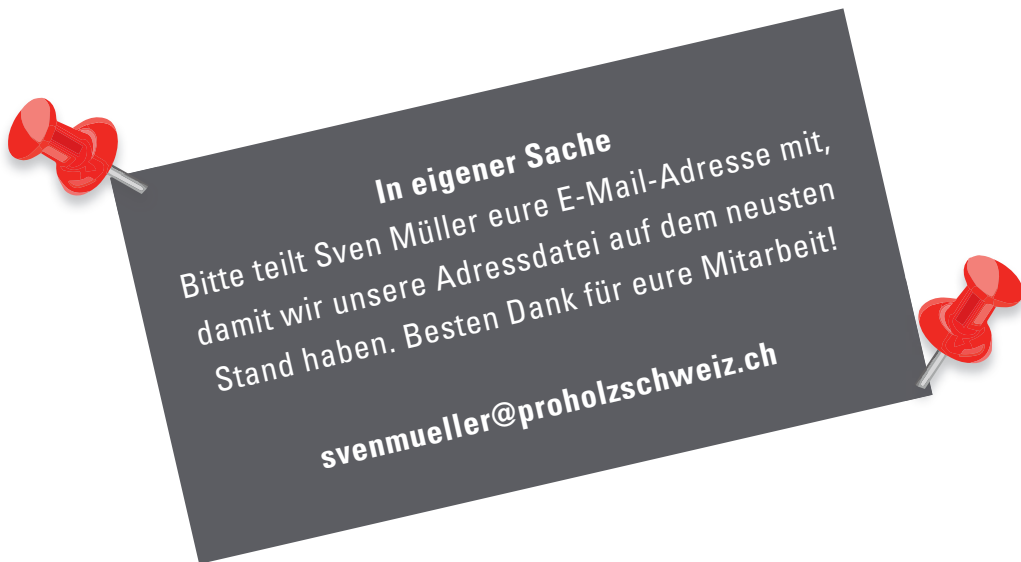 In eigener Sache
Bitte teilt Sven Müller eure E-Mail-Adresse mit,
damit wir unsere Adressdatei auf dem neusten
Stand haben. Besten Dank für eure Mitarbeit!
svenmueller@proholzschweiz.ch